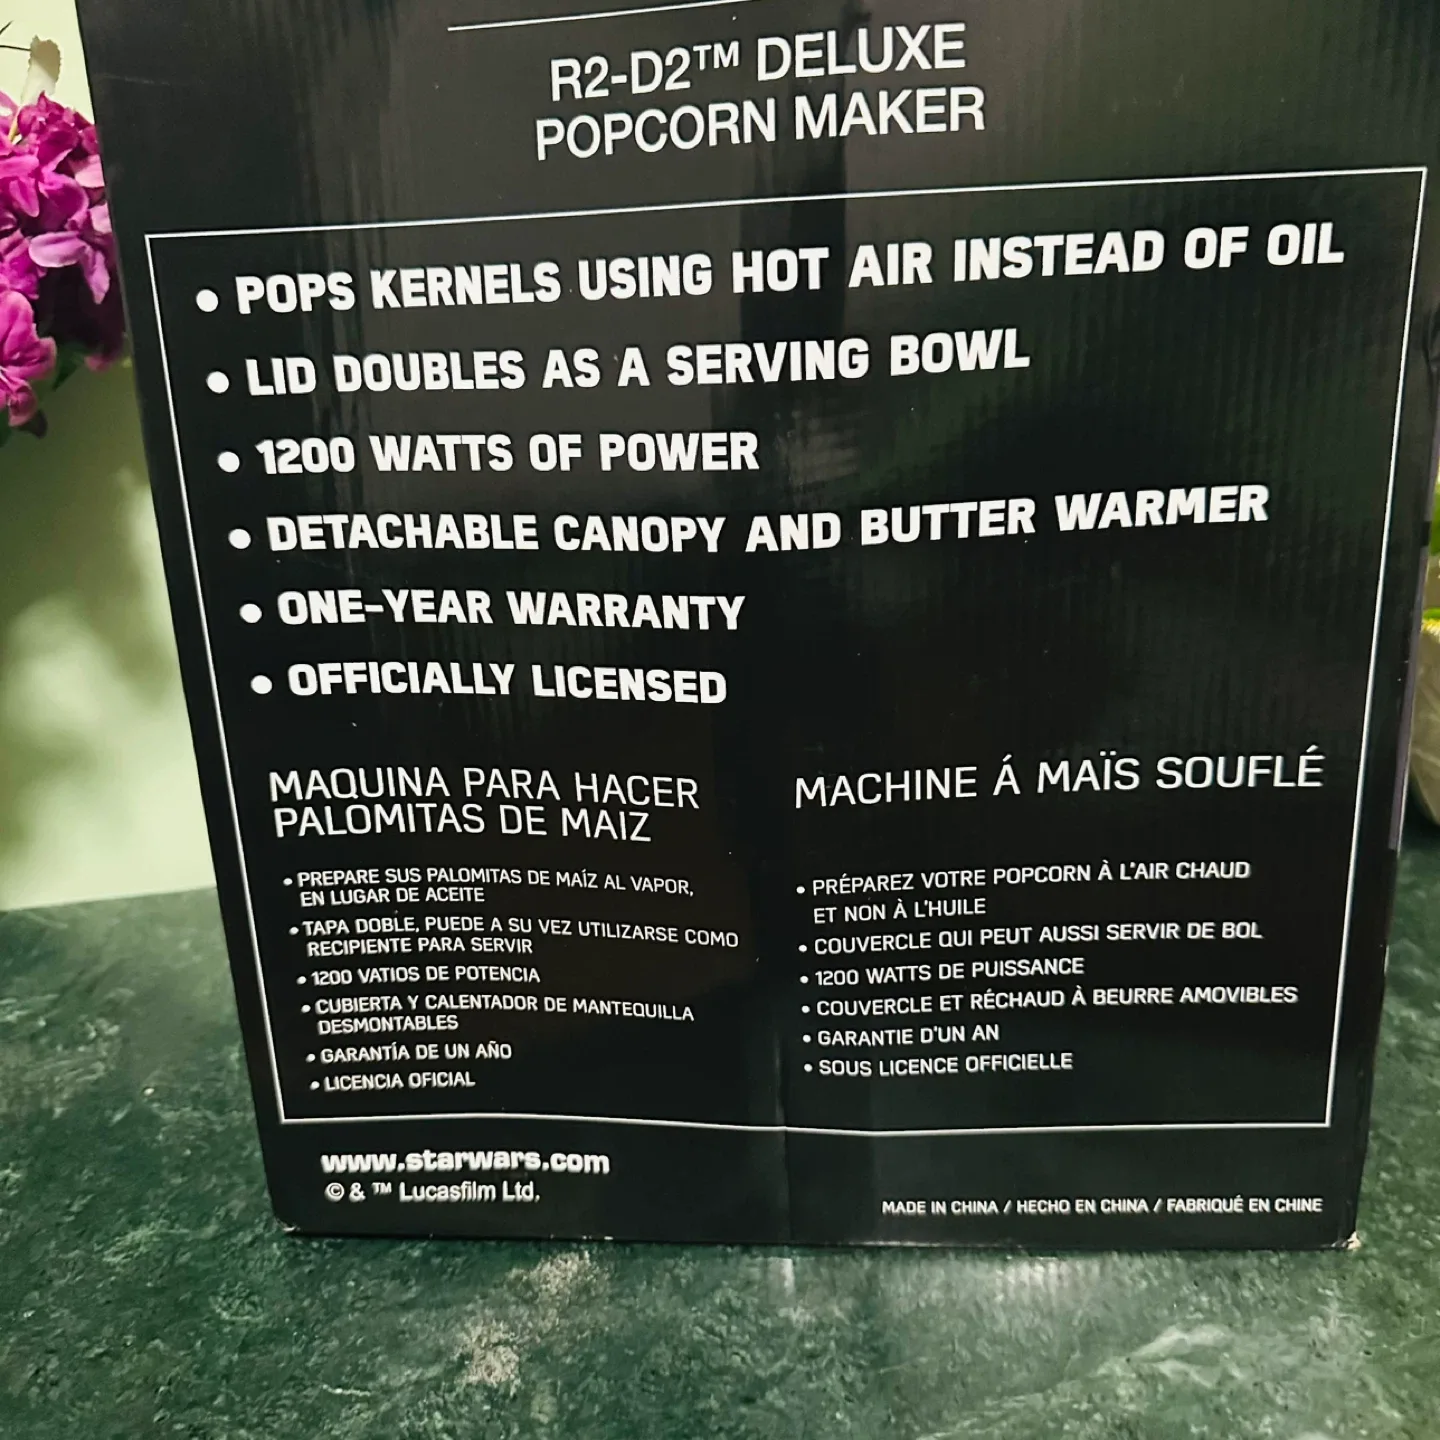 R2-D2™ DELUXE
POPCORN MAKER
• POPS KERNELS USING HOT AIR INSTEAD OF OIL
• LID DOUBLES AS A SERVING BOWL
• 1200 WATTS OF POWER
• DETACHABLE CANOPY AND BUTTER WARMER
• ONE-YEAR WARRANTY
• OFFICIALLY LICENSED
MAQUINA PARA HACER
PALOMITAS DE MAIZ
• PREPARE SUS PALOMITAS DE MAÍZ AL VAPOR,
EN LUGAR DE ACEITE
• TAPA DOBLE, PUEDE A SU VEZ UTILIZARSE COMO
RECIPIENTE PARA SERVIR
• 1200 VATIOS DE POTENCIA
• CUBIERTA Y CALENTADOR DE MANTEQUILLA
DESMONTABLES
• GARANTÍA DE UN AÑO
• LICENCIA OFICIAL
MACHINE Á MAÏS SOUFLÉ
• PRÉPAREZ VOTRE POPCORN À L'AIR CHAUD
ET NON À L'HUILE
• COUVERCLE QUI PEUT AUSSI SERVIR DE BOL
• 1200 WATTS DE PUISSANCE
• COUVERCLE ET RÉCHAUD À BEURRE AMOVIBLES
• GARANTIE D'UN AN
• SOUS LICENCE OFFICIELLE
www.starwars.com
© & ™ Lucasfilm Ltd.
MADE IN CHINA / HECHO EN CHINA / FABRIQUÉ EN CHINE